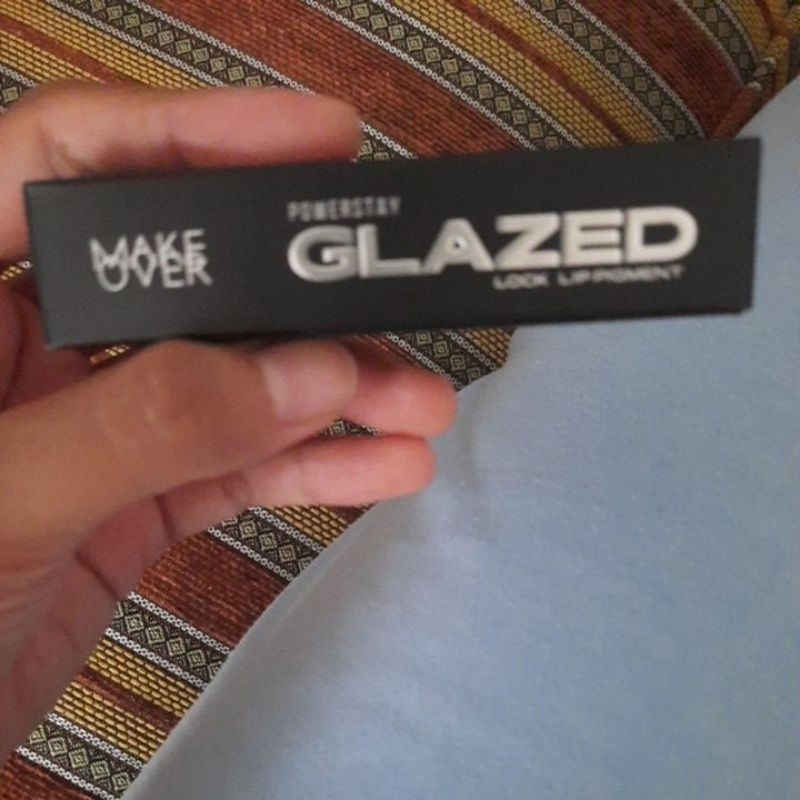 MAKE
OVER
POWERSTAY
GLAZED
LOCK LIP PIGMENT